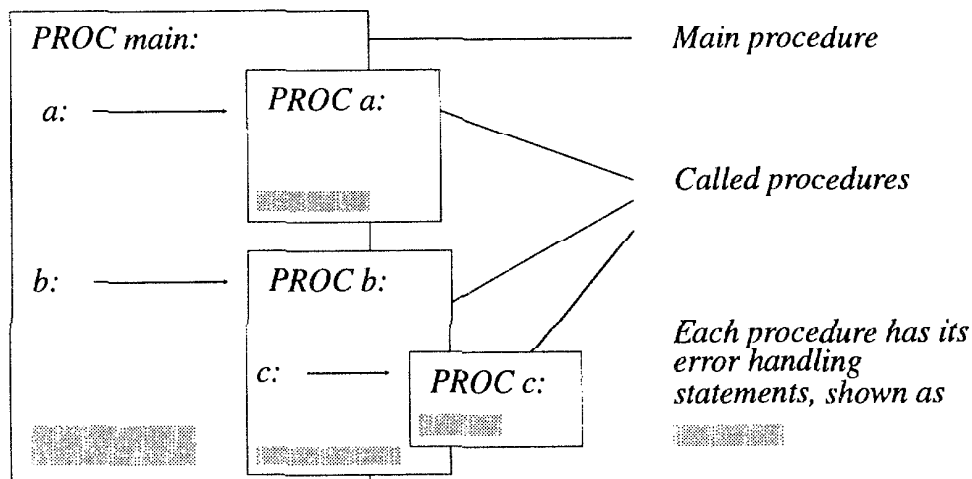 PROC main:
Main procedure
a:
PROC a:
Called procedures
b:
PROC b:
c:
PROC c:
Each procedure has its
error handling
statements, shown as